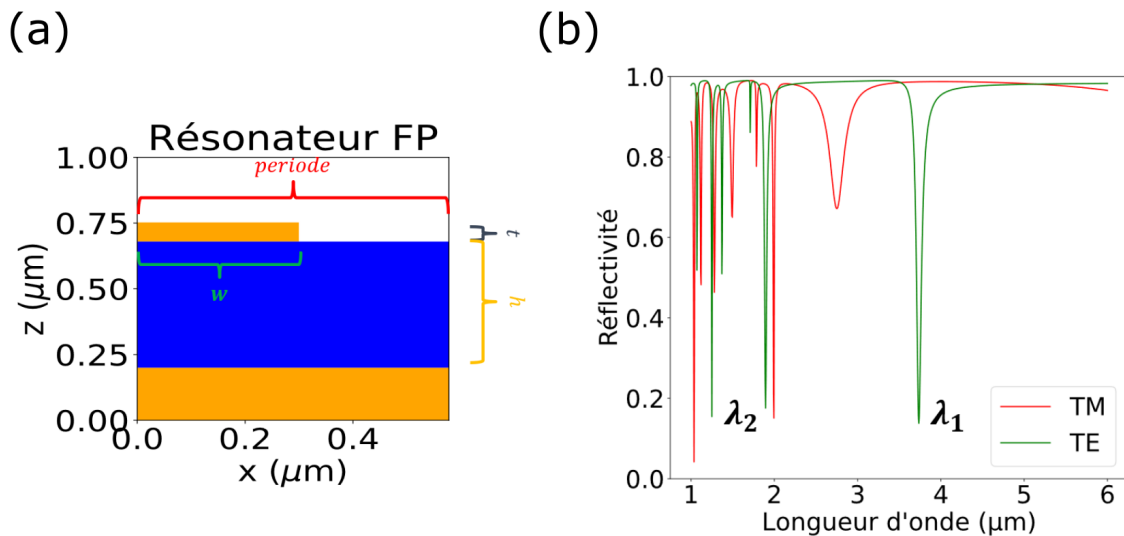 (a)
Résonateur FP
1.00
0.75
0.50
0.25
0.00
z (μm)
periode
w
t
h
0.0
0.2
0.4
x (μm)
(b)
1.0
0.8
0.6
0.4
0.2
0.0
Réflectivité
λ2
λ1
TM
TE
1
2
3
4
5
6
Longueur d'onde (μm)